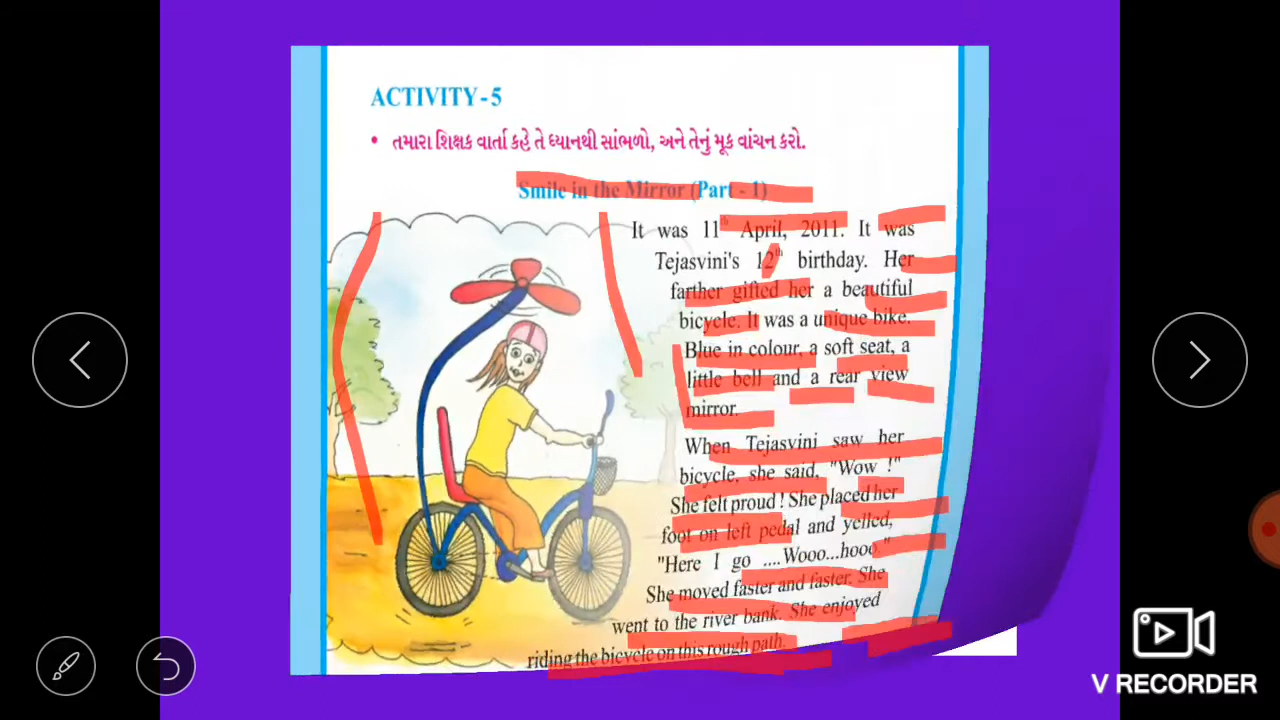 ACTIVITY-5
• તમારા શિક્ષક વાર્તા કહે તે ધ્યાનથી સાંભળો, અને તેનું મૂક વાંચન કરો.
Smile in the Mirror (Part - 1)
It was 11th April, 2011. It was
Tejasvini's 12th birthday. Her
farther gifted her a beautiful
bicycle. It was a unique bike.
Blue in colour, a soft seat, a
little bell and a rear view
mirror.
When Tejasvini saw her
bicycle, she said, "Wow !"
She felt proud ! She placed her
foot on left pedal and yelled,
"Here I go ....Wooo...hooo."
She moved faster and faster. She
went to the river bank. She enjoyed
riding the bicycle on this rough path.
V RECORDER